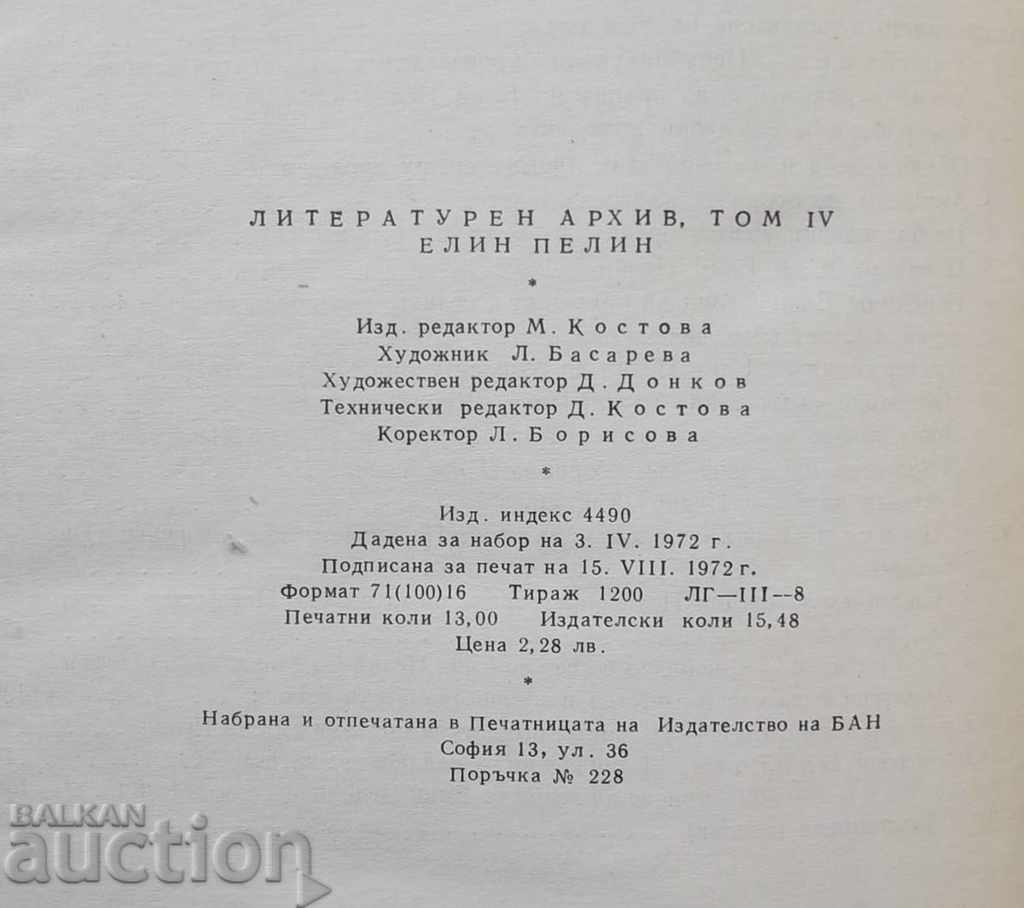 ЛИТЕРАТУРЕН АРХИВ, ТОМ IV
ЕЛИН ПЕЛИН
*
Изд. редактор М. Костова
Художник Л. Басарева
Художествен редактор Д. Донков
Технически редактор Д. Костова
Коректор Л. Борисова
*
Изд. индекс 4490
Дадена за набор на 3. IV. 1972 г.
Подписана за печат на 15. VIII. 1972 г.
Формат 71(100)16 Тираж 1200 ЛГ—III—8
Печатни коли 13,00 Издателски коли 15,48
Цена 2,28 лв.
*
Набрана и отпечатана в Печатницата на Издателство на БАН
София 13, ул. 36
Поръчка № 228
BALKAN
auction